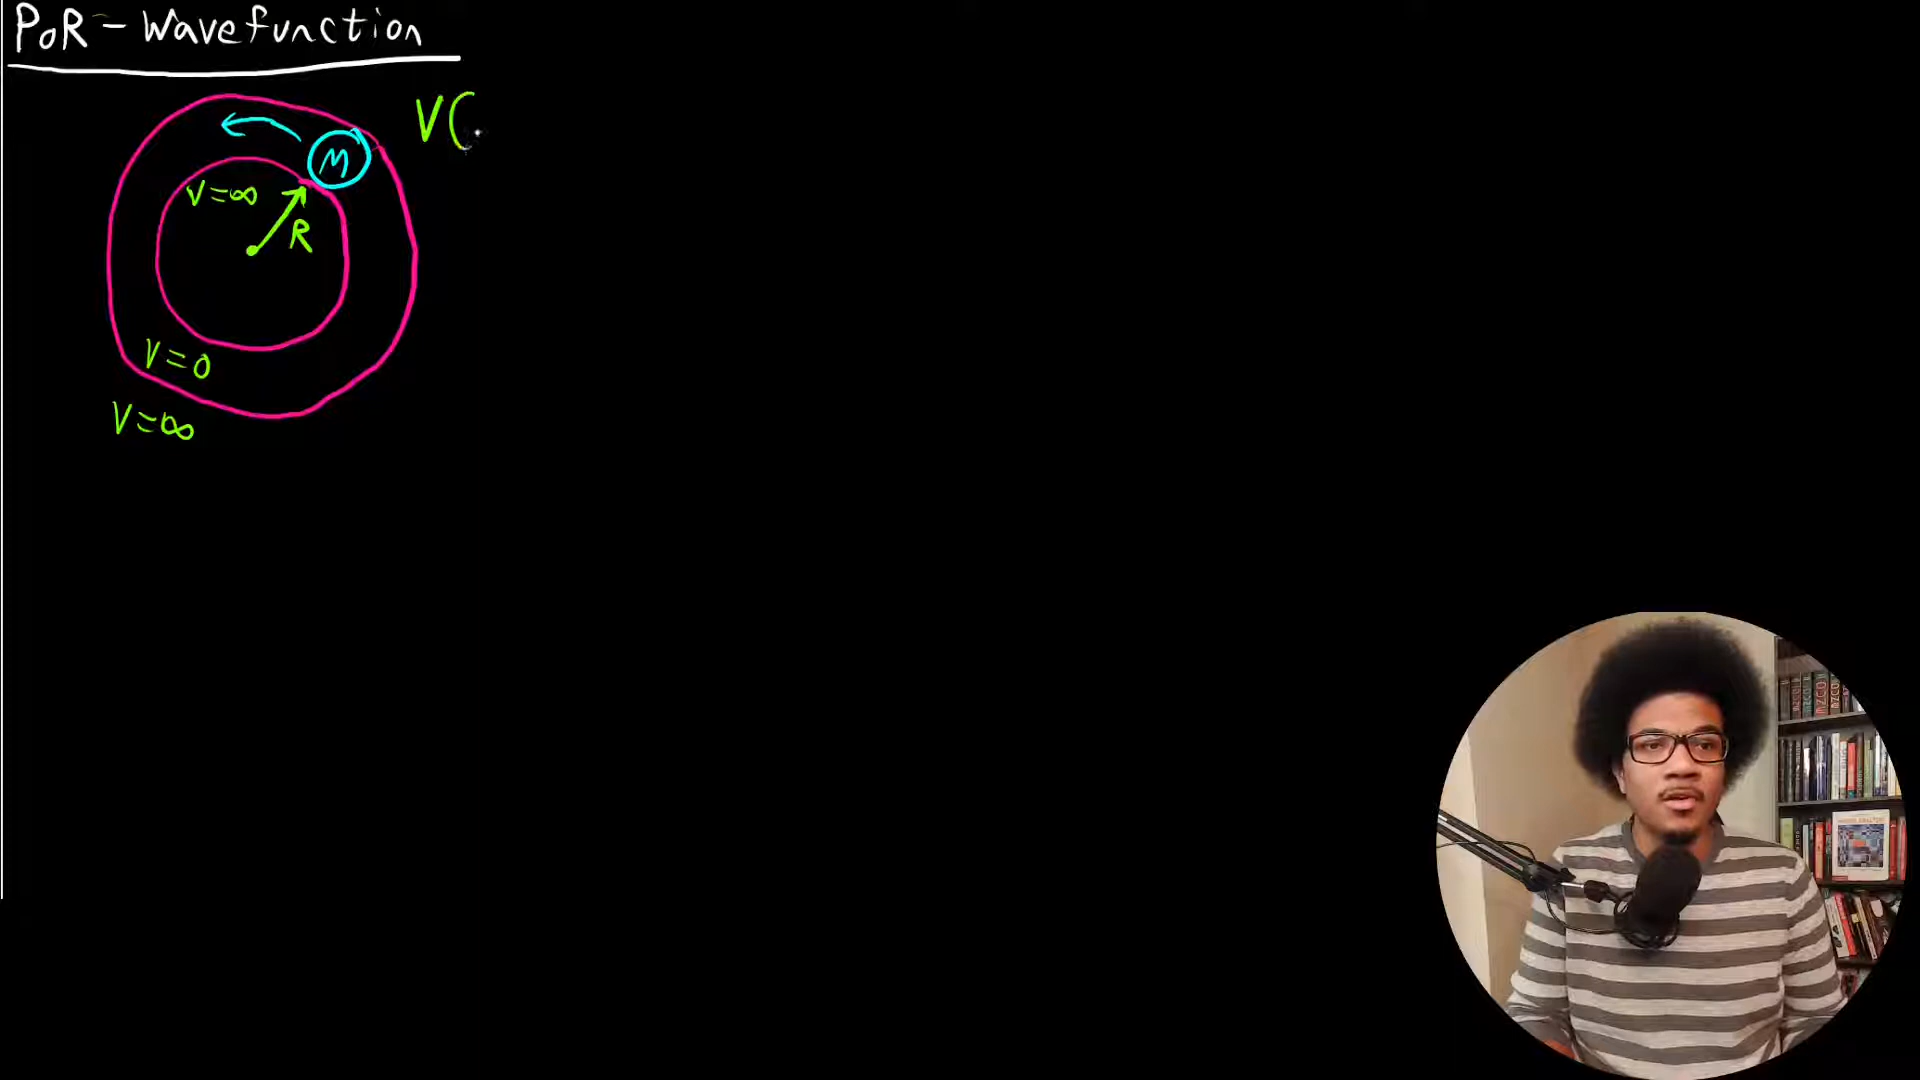 PoR - Wavefunction
V(
M
V=∞
R
V=0
V=∞